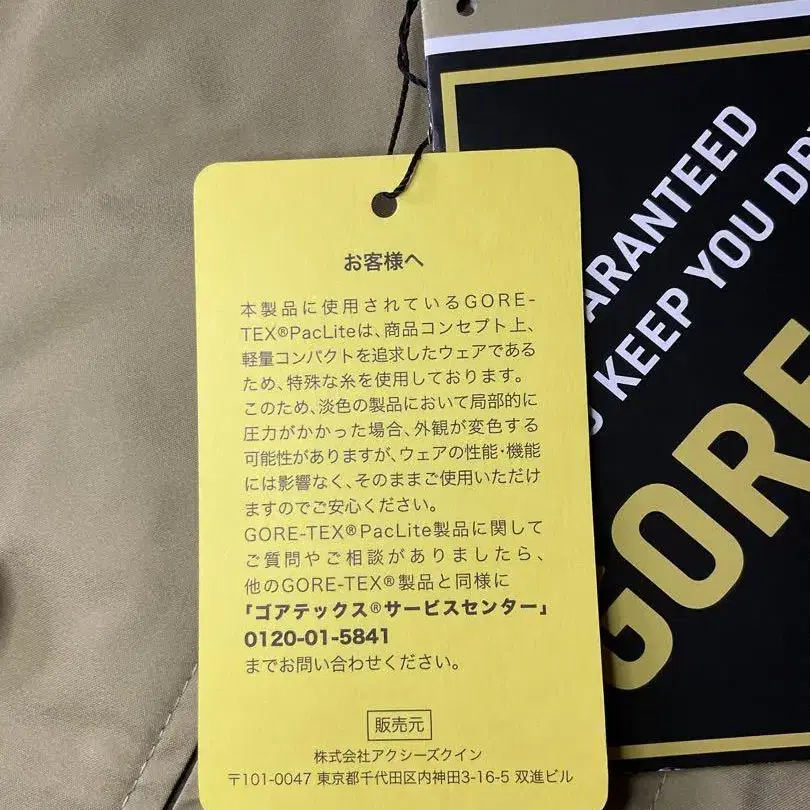 お客様へ
本製品に使用されているGORE-
TEX®PacLiteは、商品コンセプト上、
軽量コンパクトを追求したウェアである
ため、特殊な糸を使用しております。
このため、淡色の製品において局部的に
圧力がかかった場合、外観が変色する
可能性がありますが、ウェアの性能・機能
には影響なく、そのままご使用いただけ
ますのでご安心ください。
GORE-TEX®PacLite製品に関して
ご質問やご相談がありましたら、
他のGORE-TEX®製品と同様に
「ゴアテックス®サービスセンター」
0120-01-5841
までお問い合わせください。
販売元
株式会社アクシーズクイン
〒101-0047 東京都千代田区内神田3-16-5 双進ビル
ARANTEED
KEEP YOU
GORE